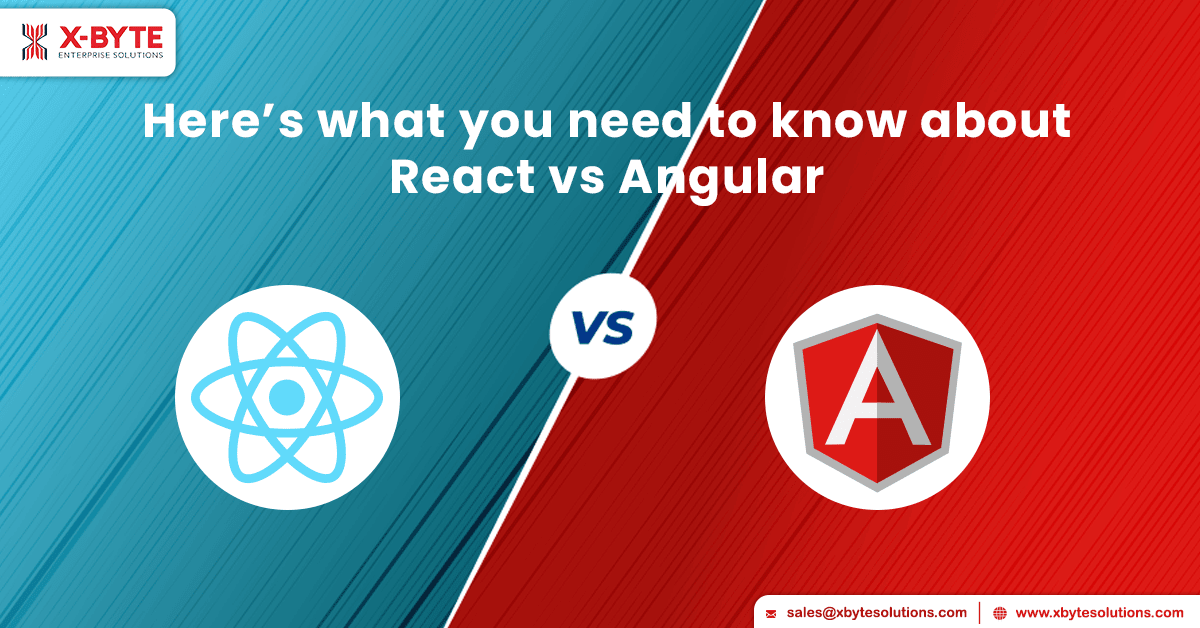 X-BYTE
ENTERPRISE SOLUTIONS
Here’s what you need to know about
React vs Angular
VS
A
sales@xbytesolutions.com | www.xbytesolutions.com